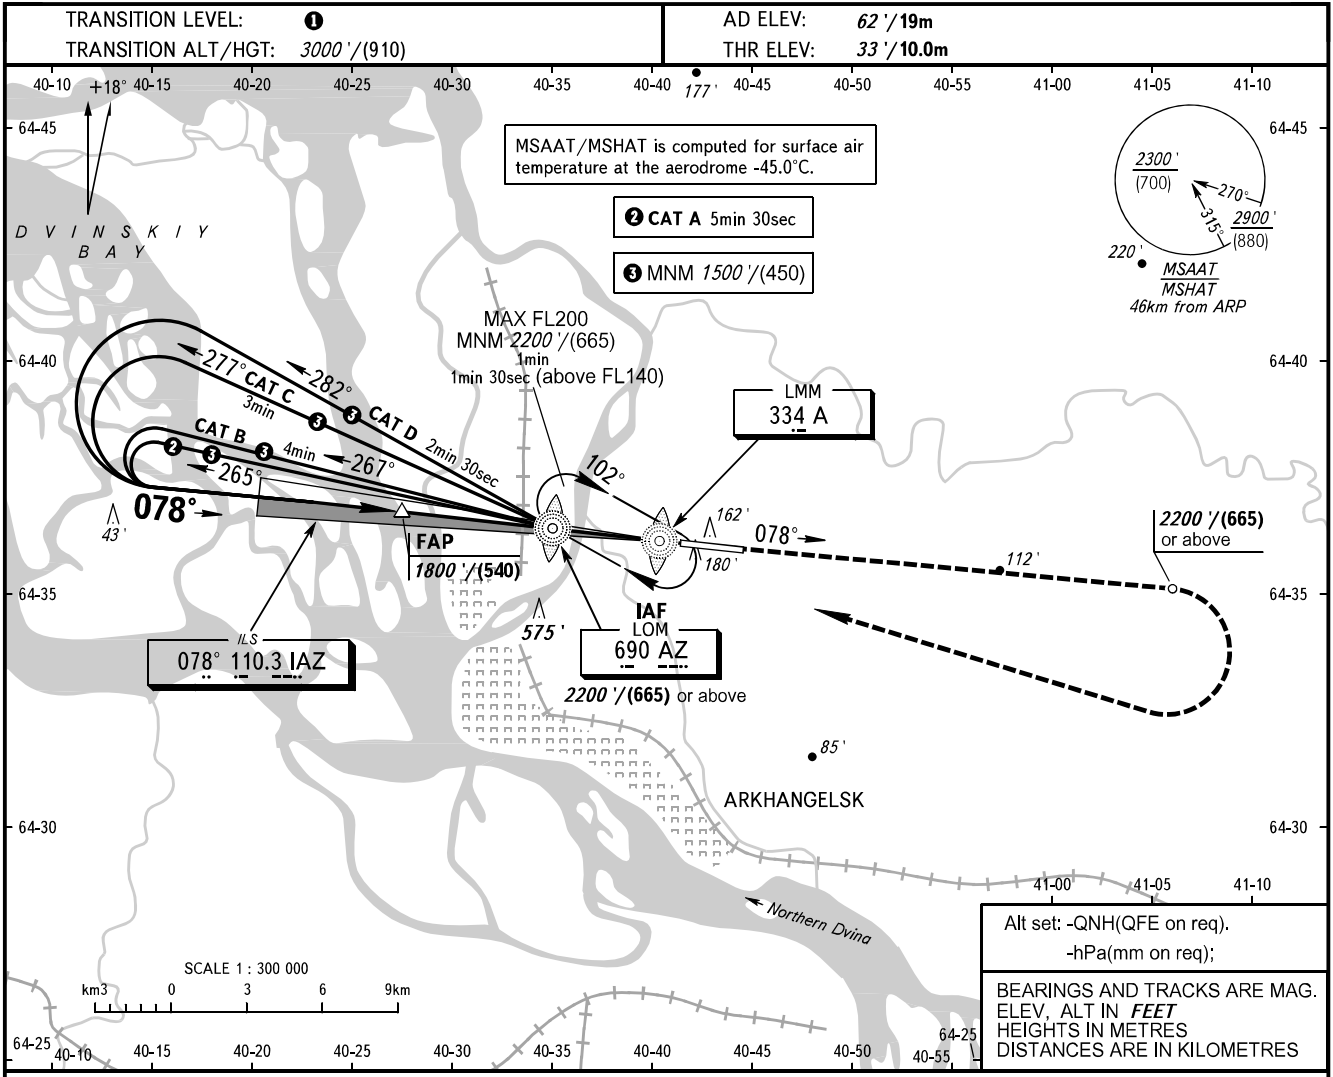 TRANSITION LEVEL: 1
TRANSITION ALT/HGT: 3000 '/(910)
AD ELEV: 62 '/19m
THR ELEV: 33 '/10.0m
40-10 40-15 40-20 40-25 40-30 40-35 40-40 40-45 40-50 40-55 41-00 41-05 41-10
+18°
177 '
64-45 64-45
MSAAT/MSHAT is computed for surface air
temperature at the aerodrome -45.0°C.
2300 '
(700)
270°
315°
2900 '
(880)
220 '
MSAAT
MSHAT
46km from ARP
2 CAT A 5min 30sec
3 MNM 1500 '/(450)
DVINSKIY
BAY
MAX FL200
MNM 2200 '/(665)
1min
1min 30sec (above FL140)
64-40 64-40
277° CAT C
3min
282°
3 3 CAT D
2min 30sec
LMM
334 A
CAT B
2 3 3 4min
267°
265°
102°
078°
43 '
FAP
1800 '/(540)
162 '
180 '
078°
2200 '/(665)
or above
112 '
64-35 64-35
575 '
IAF
LOM
690 AZ
2200 '/(665) or above
ILS
078° 110.3 IAZ
85 '
ARKHANGELSK
64-30 64-30
41-00 41-05 41-10
Northern Dvina
Alt set: -QNH(QFE on req).
-hPa(mm on req);
SCALE 1 : 300 000
km3 0 3 6 9km
BEARINGS AND TRACKS ARE MAG.
ELEV, ALT IN FEET
HEIGHTS IN METRES
DISTANCES ARE IN KILOMETRES
64-25 64-25
40-10 40-15 40-20 40-25 40-30 40-35 40-40 40-45 40-50 40-55